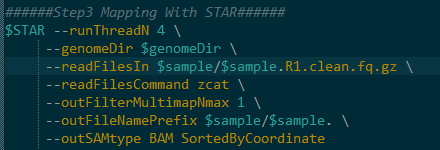 ######Step3 Mapping With STAR######
$STAR --runThreadN 4 \
--genomeDir $genomeDir \
--readFilesIn $sample/$sample.R1.clean.fq.gz \
--readFilesCommand zcat \
--outFilterMultimapNmax 1 \
--outFileNamePrefix $sample/$sample. \
--outSAMtype BAM SortedByCoordinate